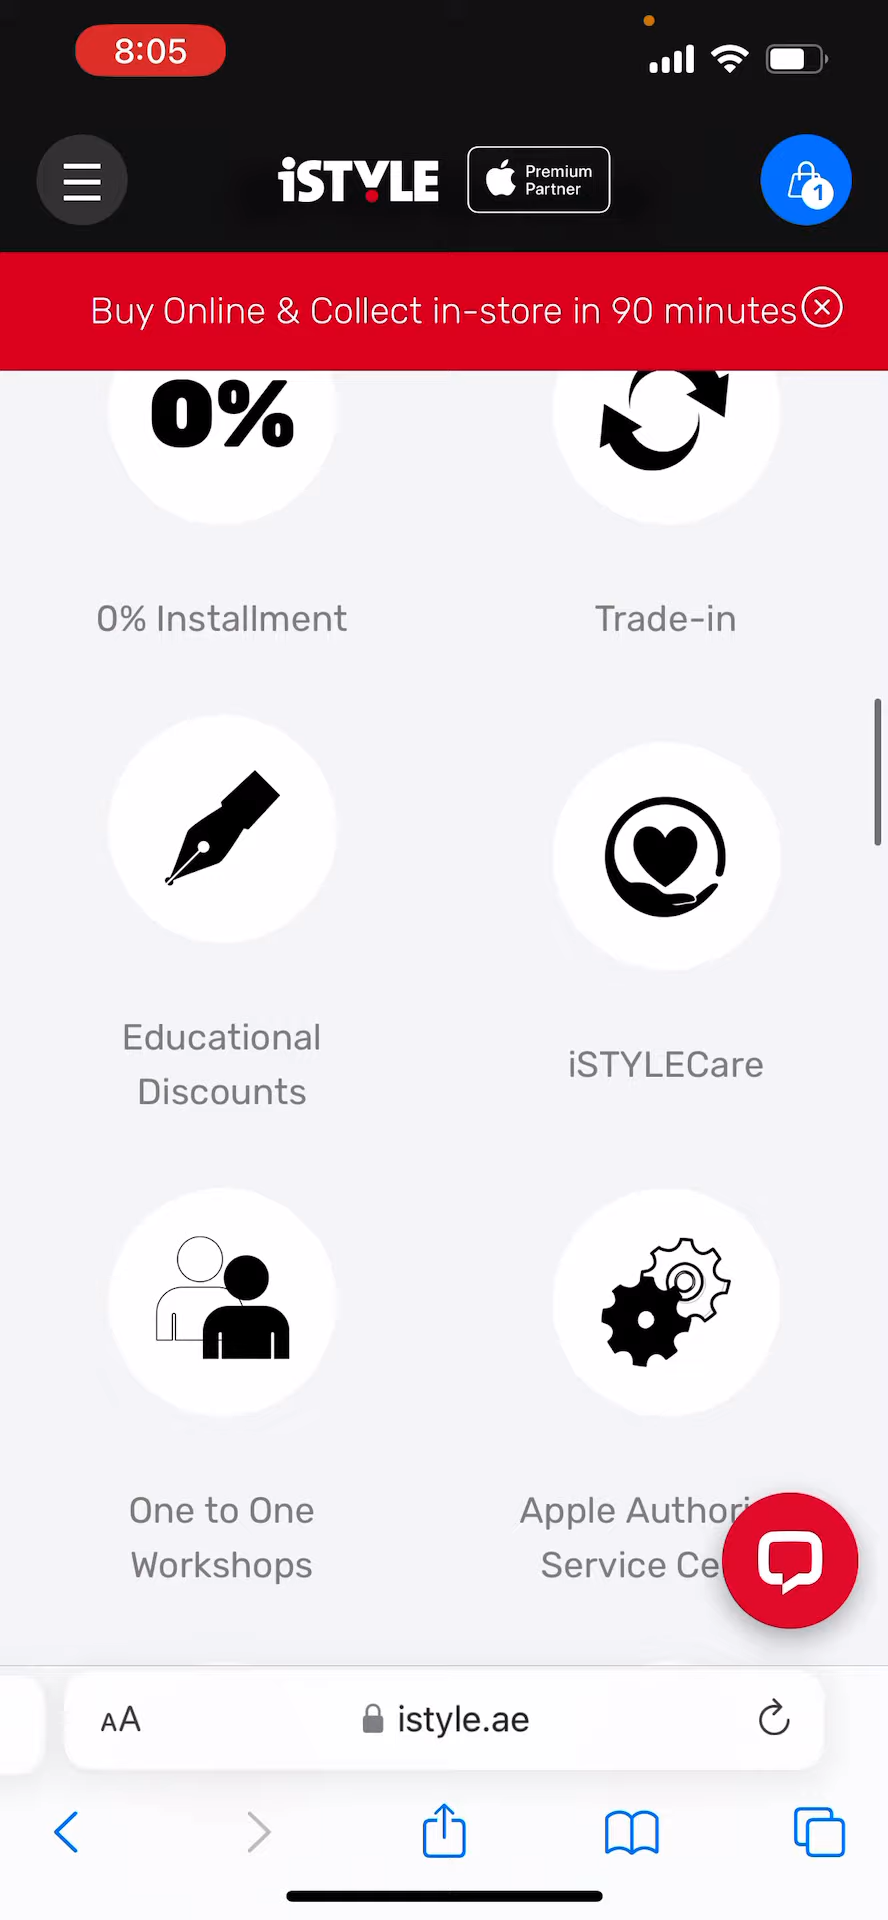 8:05
iSTYLE
Premium
Partner
1
Buy Online & Collect in-store in 90 minutes
0%
0% Installment
Trade-in
Educational
Discounts
iSTYLECare
One to One
Workshops
Apple Authori
Service Ce
AA
istyle.ae